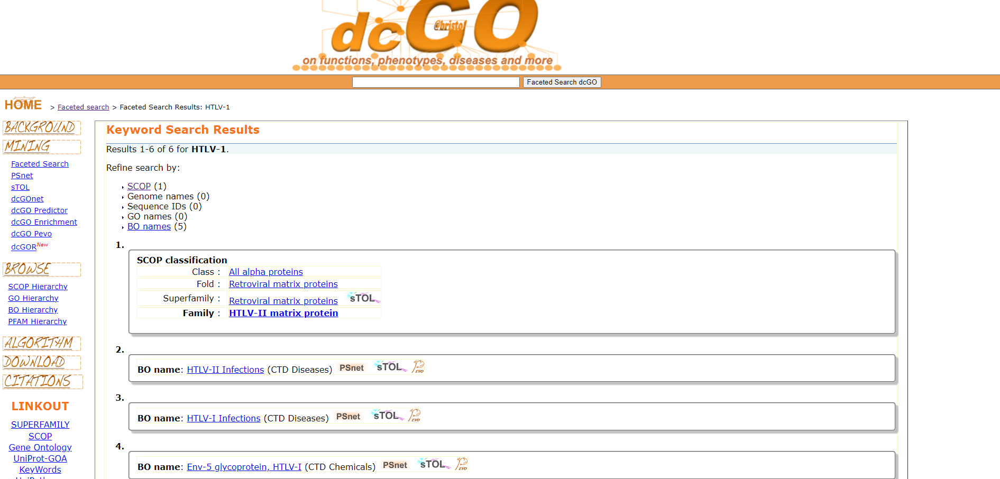 dcGO
@bristol
on functions, phenotypes, diseases and more
Faceted Search dcGO
HOME > Faceted search > Faceted Search Results: HTLV-1
BACKGROUND
MINING
Faceted Search
PSnet
sTOL
dcGOnet
dcGO Predictor
dcGO Enrichment
dcGO Pevo
dcGOR New
BROWSE
SCOP Hierarchy
GO Hierarchy
BO Hierarchy
PFAM Hierarchy
ALGORITHM
DOWNLOAD
CITATIONS
LINKOUT
SUPERFAMILY
SCOP
Gene Ontology
UniProt-GOA
KeyWords
Keyword Search Results
Results 1-6 of 6 for HTLV-1.
Refine search by:
SCOP (1)
Genome names (0)
Sequence IDs (0)
GO names (0)
BO names (5)
1.
SCOP classification
Class : All alpha proteins
Fold : Retroviral matrix proteins
Superfamily : Retroviral matrix proteins sTOL
Family : HTLV-II matrix protein
2.
BO name: HTLV-II Infections (CTD Diseases) PSnet sTOL PEVO
3.
BO name: HTLV-I Infections (CTD Diseases) PSnet sTOL PEVO
4.
BO name: Env-5 glycoprotein, HTLV-I (CTD Chemicals) PSnet sTOL PEVO